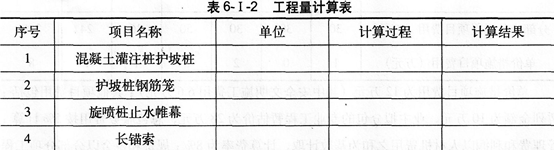 表 6-Ⅰ-2 工程量计算表
序号 项目名称 单位 计算过程 计算结果
1 混凝土灌注桩护坡桩
2 护坡桩钢筋笼
3 旋喷桩止水帷幕
4 长锚索